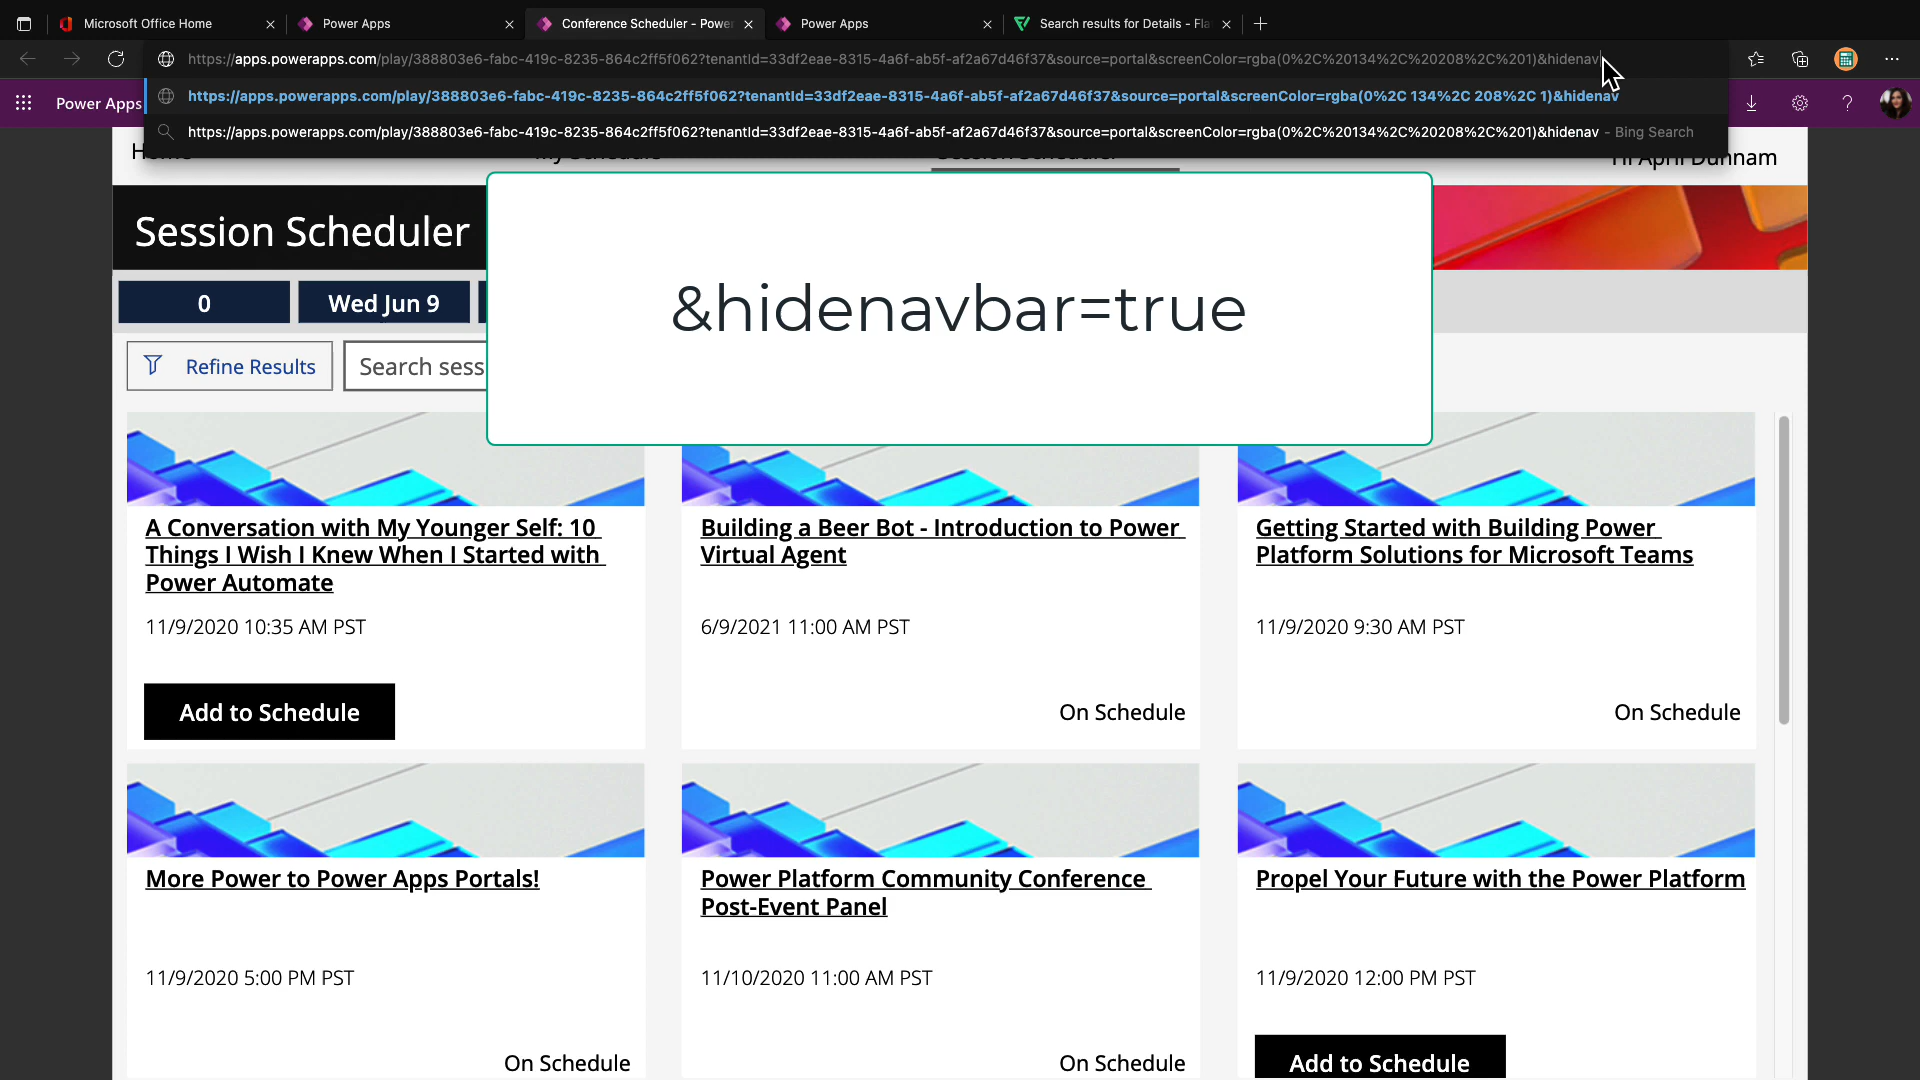 Microsoft Office Home
Power Apps
Conference Scheduler - Power
Power Apps
Search results for Details - Fla
https://apps.powerapps.com/play/388803e6-fabc-419c-8235-864c2ff5f062?tenantId=33df2eae-8315-4a6f-ab5f-af2a67d46f37&source=portal&screenColor=rgba(0%2C%20134%2C%20208%2C%201)&hidenav
Power Apps
https://apps.powerapps.com/play/388803e6-fabc-419c-8235-864c2ff5f062?tenantId=33df2eae-8315-4a6f-ab5f-af2a67d46f37&source=portal&screenColor=rgba(0%2C 134%2C 208%2C 1)&hidenav
https://apps.powerapps.com/play/388803e6-fabc-419c-8235-864c2ff5f062?tenantId=33df2eae-8315-4a6f-ab5f-af2a67d46f37&source=portal&screenColor=rgba(0%2C%20134%2C%20208%2C%201)&hidenav - Bing Search
Home
My Schedule
Session Scheduler
Hi April Dunnam
Session Scheduler
&hidenavbar=true
0
Wed Jun 9
Refine Results
Search sess
A Conversation with My Younger Self: 10
Things I Wish I Knew When I Started with
Power Automate
11/9/2020 10:35 AM PST
Add to Schedule
Building a Beer Bot - Introduction to Power
Virtual Agent
6/9/2021 11:00 AM PST
On Schedule
Getting Started with Building Power
Platform Solutions for Microsoft Teams
11/9/2020 9:30 AM PST
On Schedule
More Power to Power Apps Portals!
11/9/2020 5:00 PM PST
On Schedule
Power Platform Community Conference
Post-Event Panel
11/10/2020 11:00 AM PST
On Schedule
Propel Your Future with the Power Platform
11/9/2020 12:00 PM PST
Add to Schedule